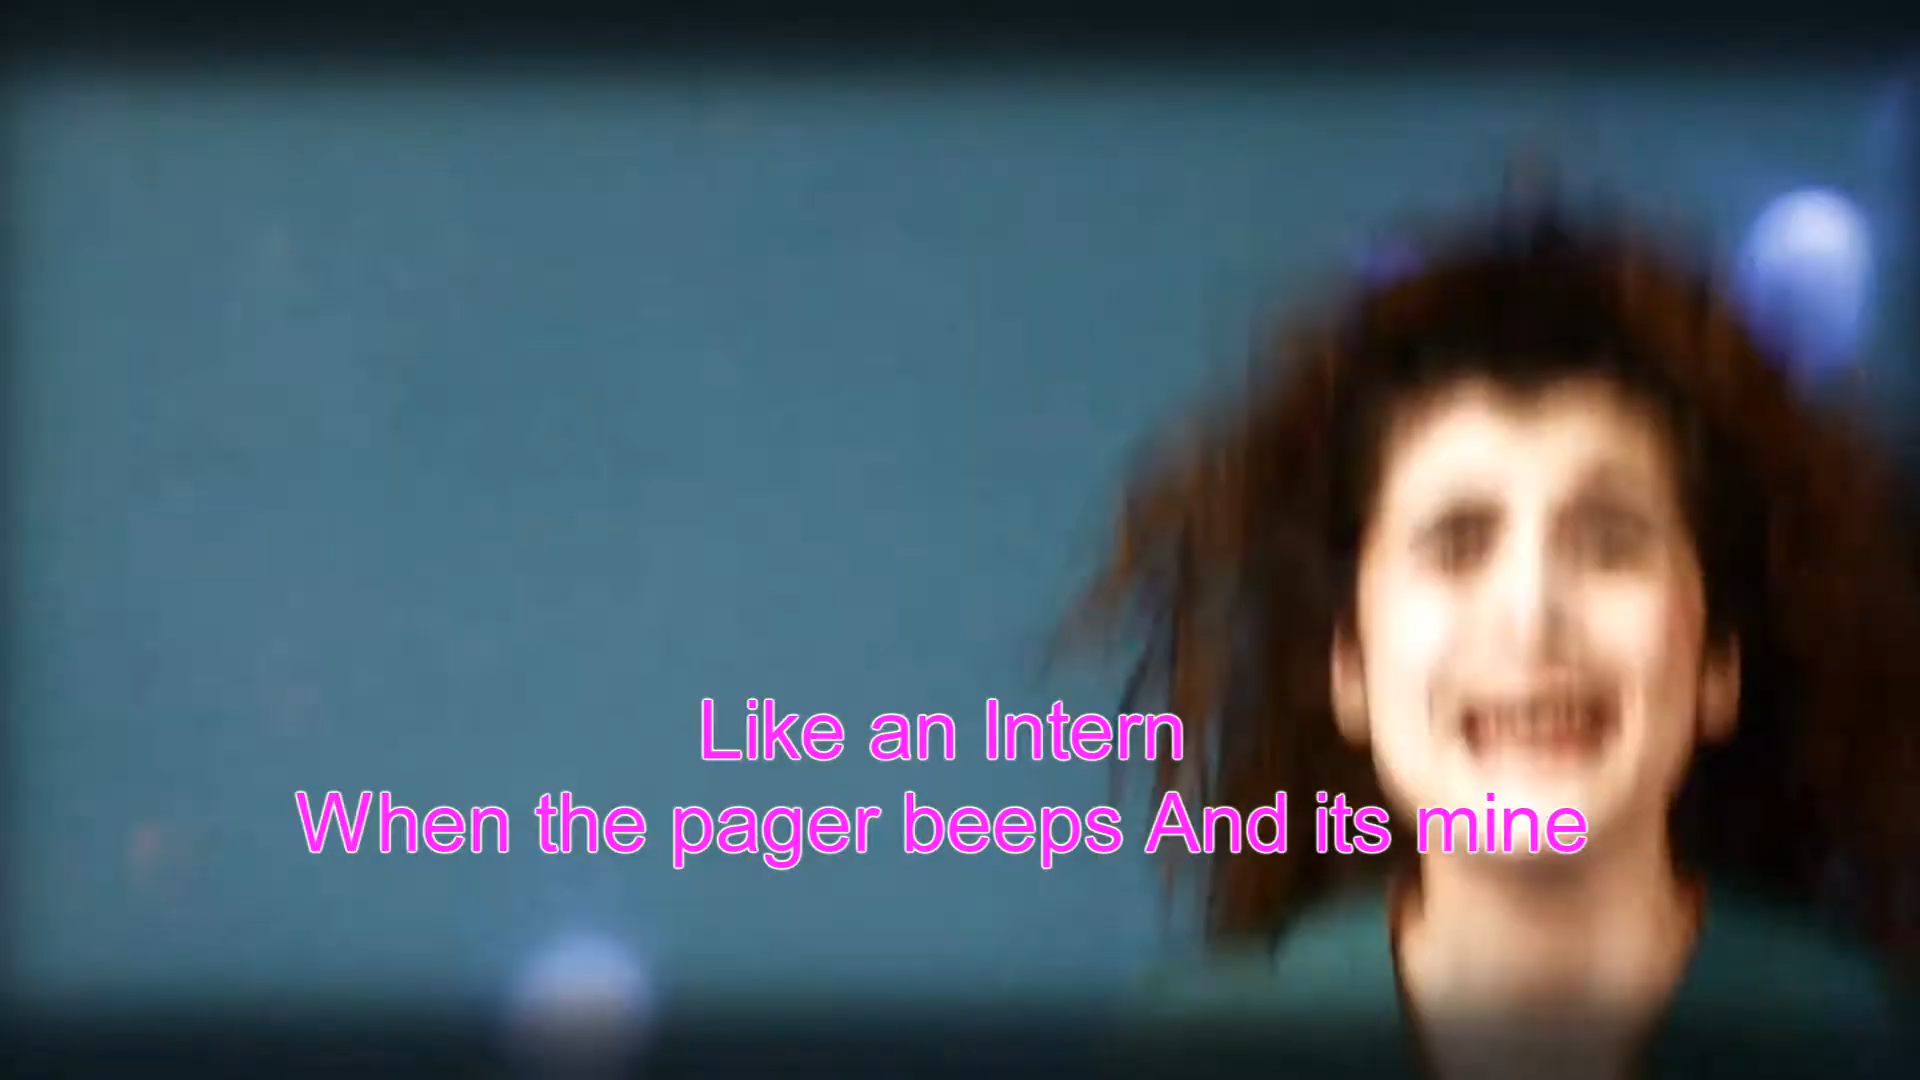 Like an Intern
When the pager beeps And its mine